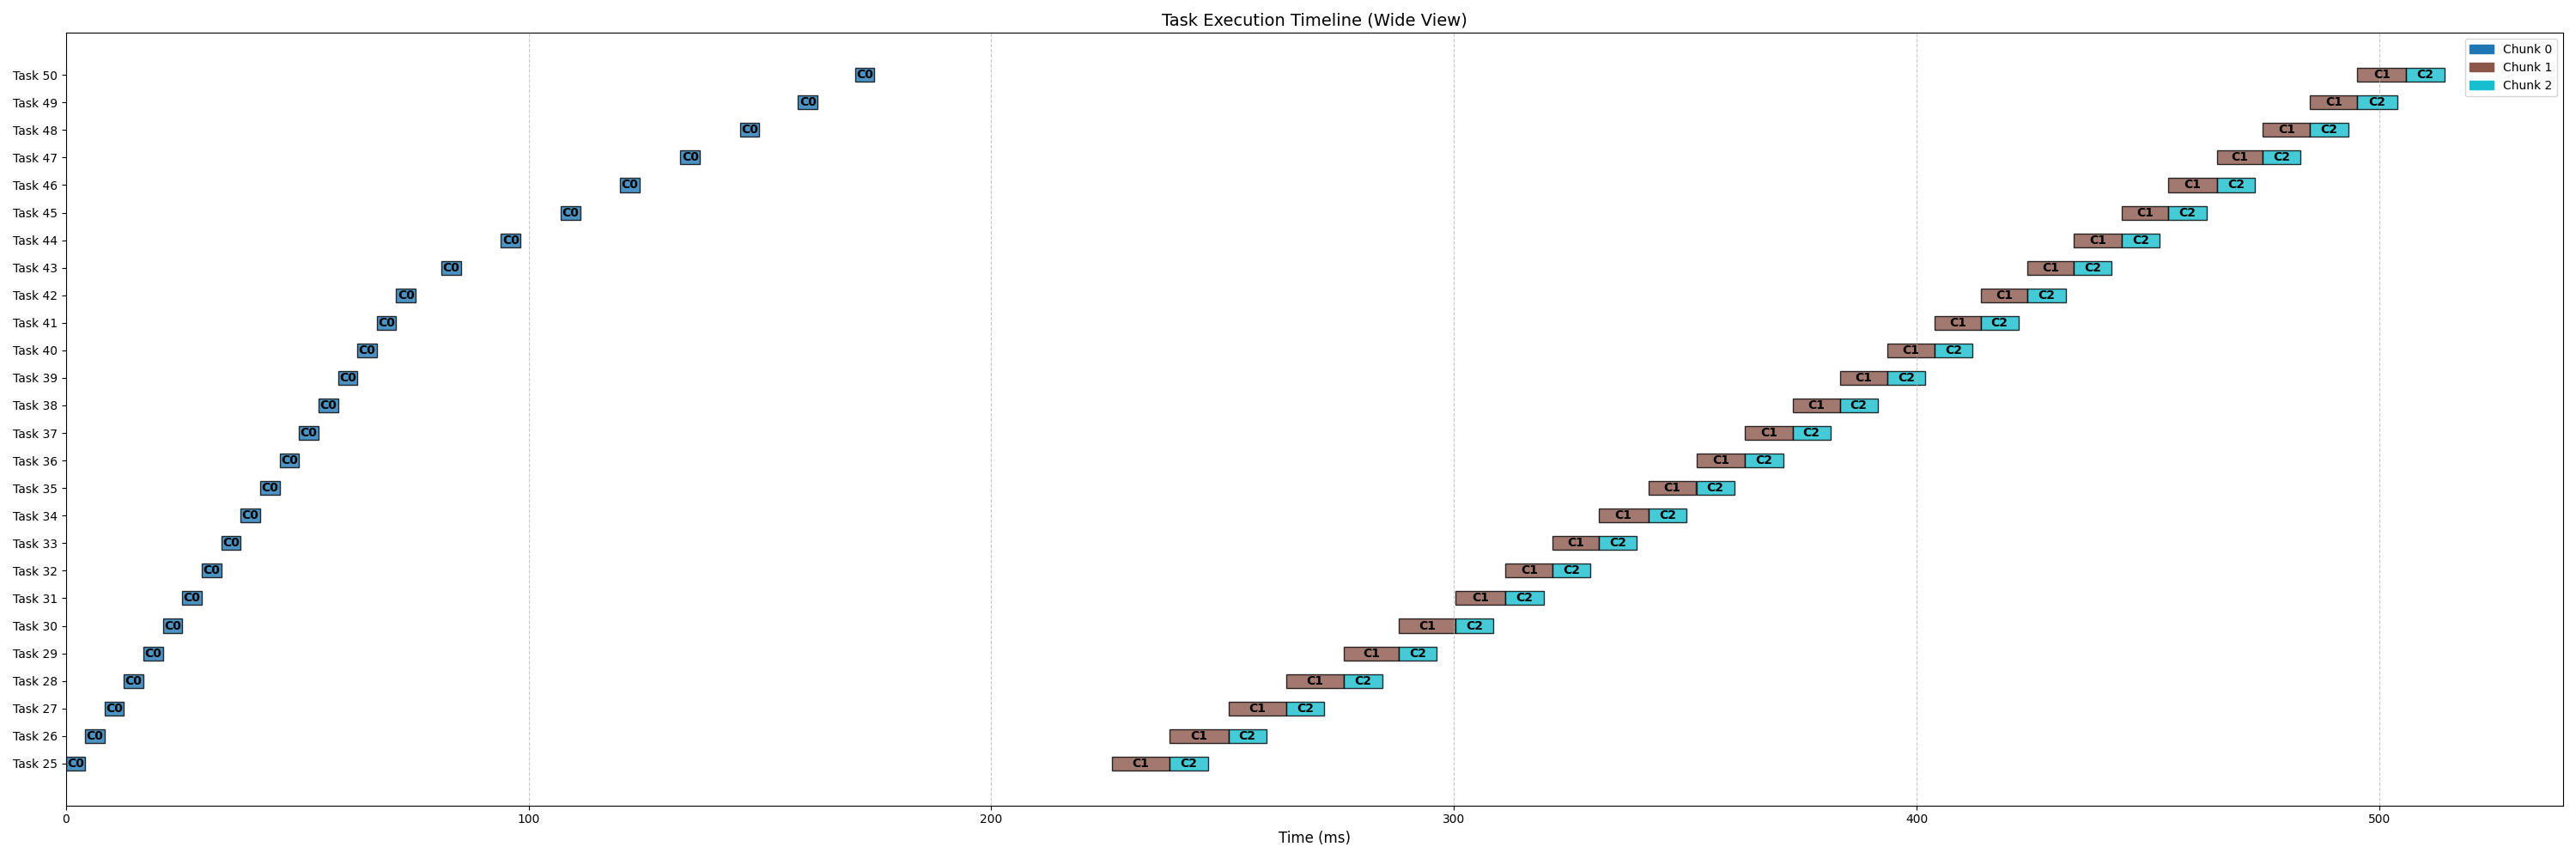 Task Execution Timeline (Wide View)
Chunk 0
Chunk 1
Chunk 2
Task 50 C0 C1 C2
Task 49 C0 C1 C2
Task 48 C0 C1 C2
Task 47 C0 C1 C2
Task 46 C0 C1 C2
Task 45 C0 C1 C2
Task 44 C0 C1 C2
Task 43 C0 C1 C2
Task 42 C0 C1 C2
Task 41 C0 C1 C2
Task 40 C0 C1 C2
Task 39 C0 C1 C2
Task 38 C0 C1 C2
Task 37 C0 C1 C2
Task 36 C0 C1 C2
Task 35 C0 C1 C2
Task 34 C0 C1 C2
Task 33 C0 C1 C2
Task 32 C0 C1 C2
Task 31 C0 C1 C2
Task 30 C0 C1 C2
Task 29 C0 C1 C2
Task 28 C0 C1 C2
Task 27 C0 C1 C2
Task 26 C0 C1 C2
Task 25 C0 C1 C2
0 100 200 300 400 500
Time (ms)